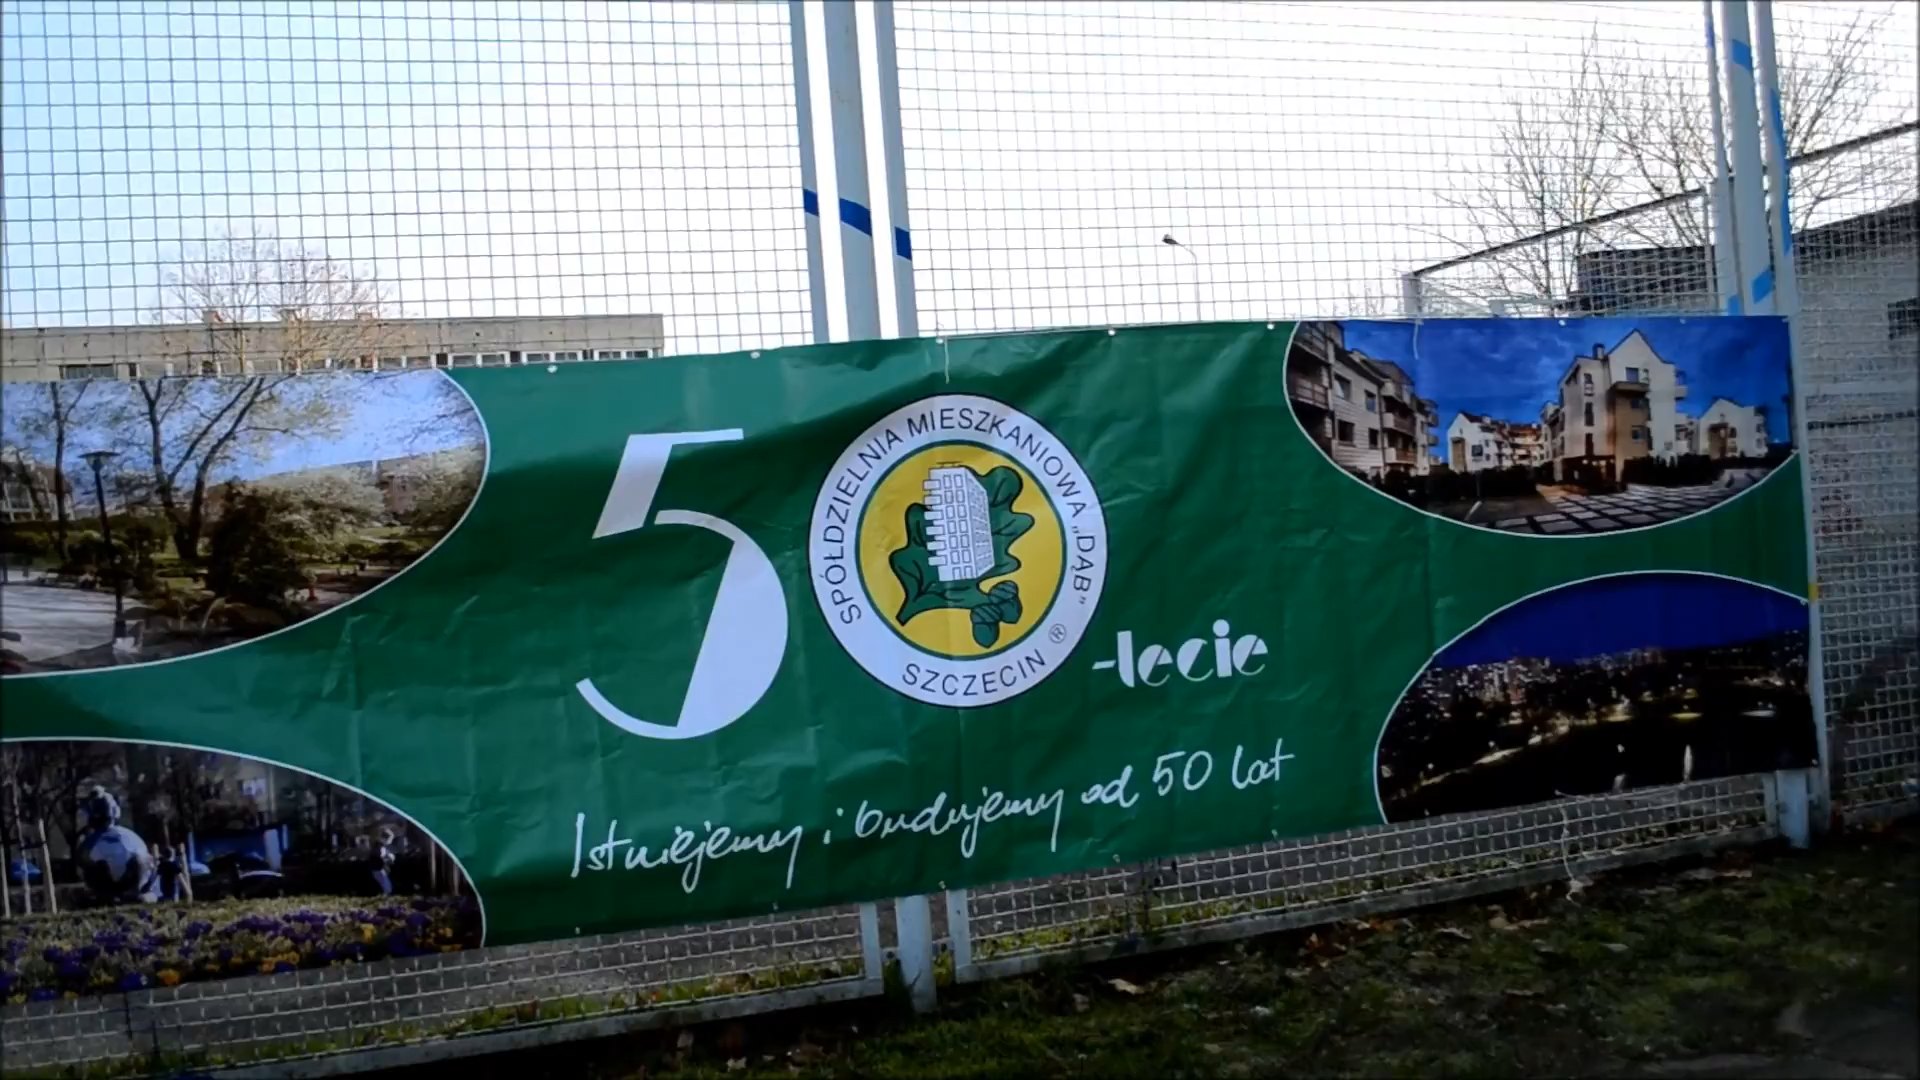 50-lecie
SPÓŁDZIELNIA MIESZKANIOWA „DĄB”
SZCZECIN ®
Istniejemy i budujemy od 50 lat